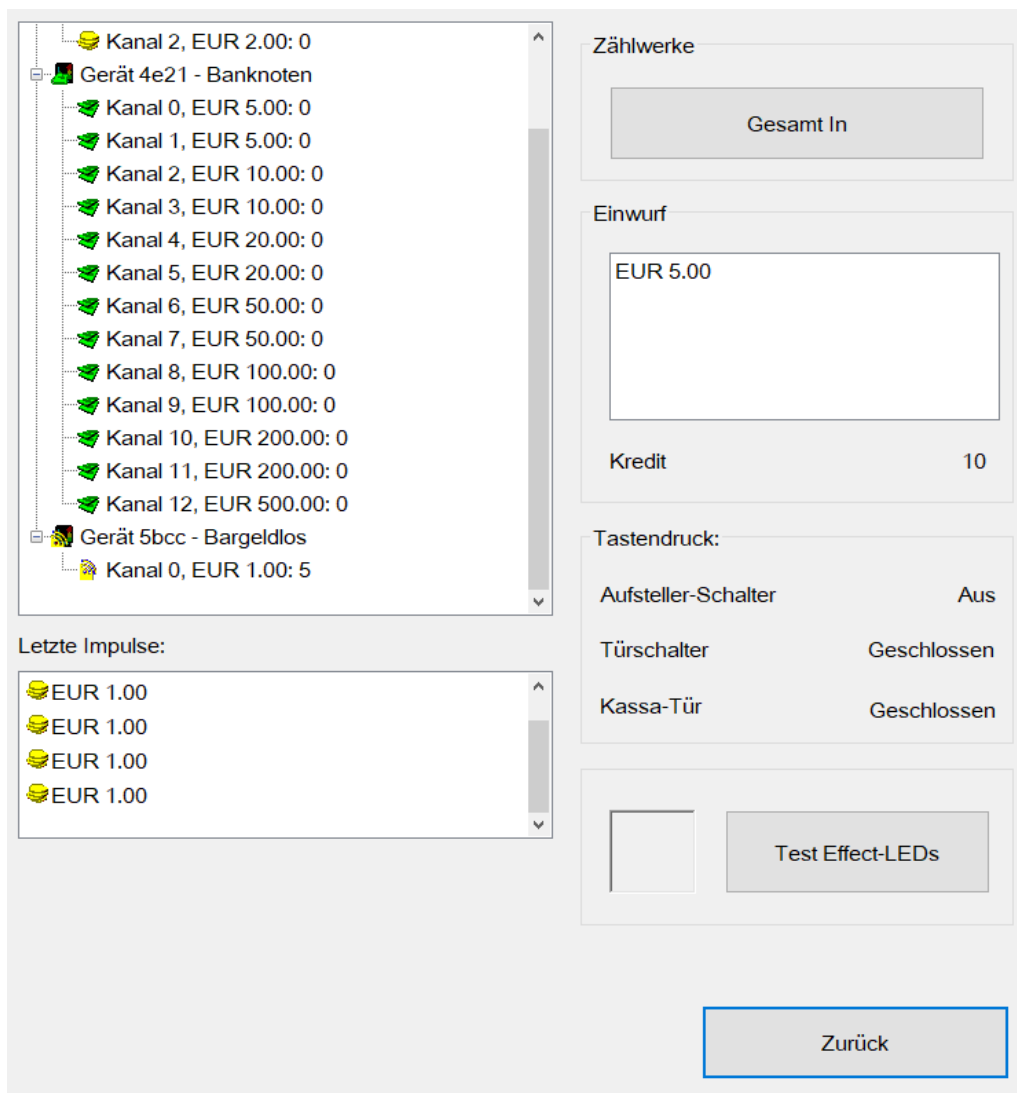 Kanal 2, EUR 2.00: 0
Gerät 4e21 - Banknoten
Kanal 0, EUR 5.00: 0
Kanal 1, EUR 5.00: 0
Kanal 2, EUR 10.00: 0
Kanal 3, EUR 10.00: 0
Kanal 4, EUR 20.00: 0
Kanal 5, EUR 20.00: 0
Kanal 6, EUR 50.00: 0
Kanal 7, EUR 50.00: 0
Kanal 8, EUR 100.00: 0
Kanal 9, EUR 100.00: 0
Kanal 10, EUR 200.00: 0
Kanal 11, EUR 200.00: 0
Kanal 12, EUR 500.00: 0
Gerät 5bcc - Bargeldlos
Kanal 0, EUR 1.00: 5
Letzte Impulse:
EUR 1.00
EUR 1.00
EUR 1.00
EUR 1.00
Zählwerke
Gesamt In
Einwurf
EUR 5.00
Kredit 10
Tastendruck:
Aufsteller-Schalter Aus
Türschalter Geschlossen
Kassa-Tür Geschlossen
Test Effect-LEDs
Zurück